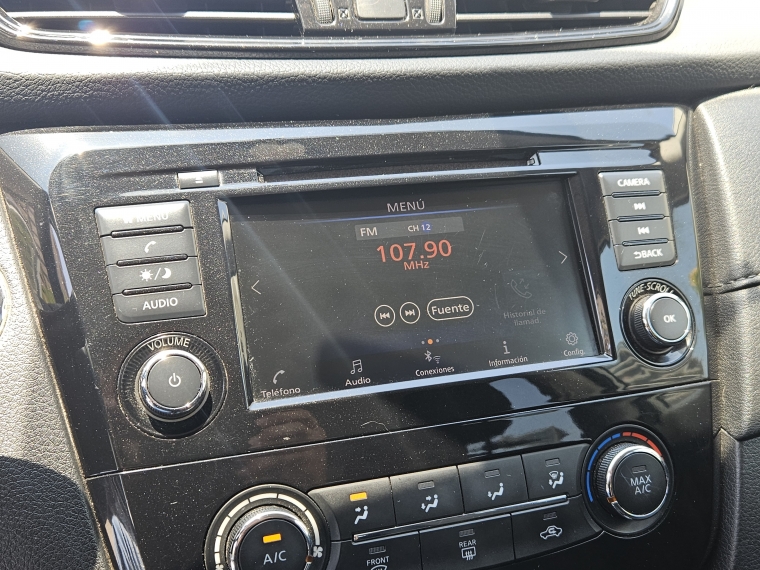 MENÚ
FM CH 12
107.90
MHz
Fuente
Historial de
llamad.
Teléfono
Audio
Conexiones
Información
Config.
MENU
AUDIO
VOLUME
CAMERA
BACK
TUNE·SCROLL
OK
A/C
FRONT
REAR
MAX
A/C